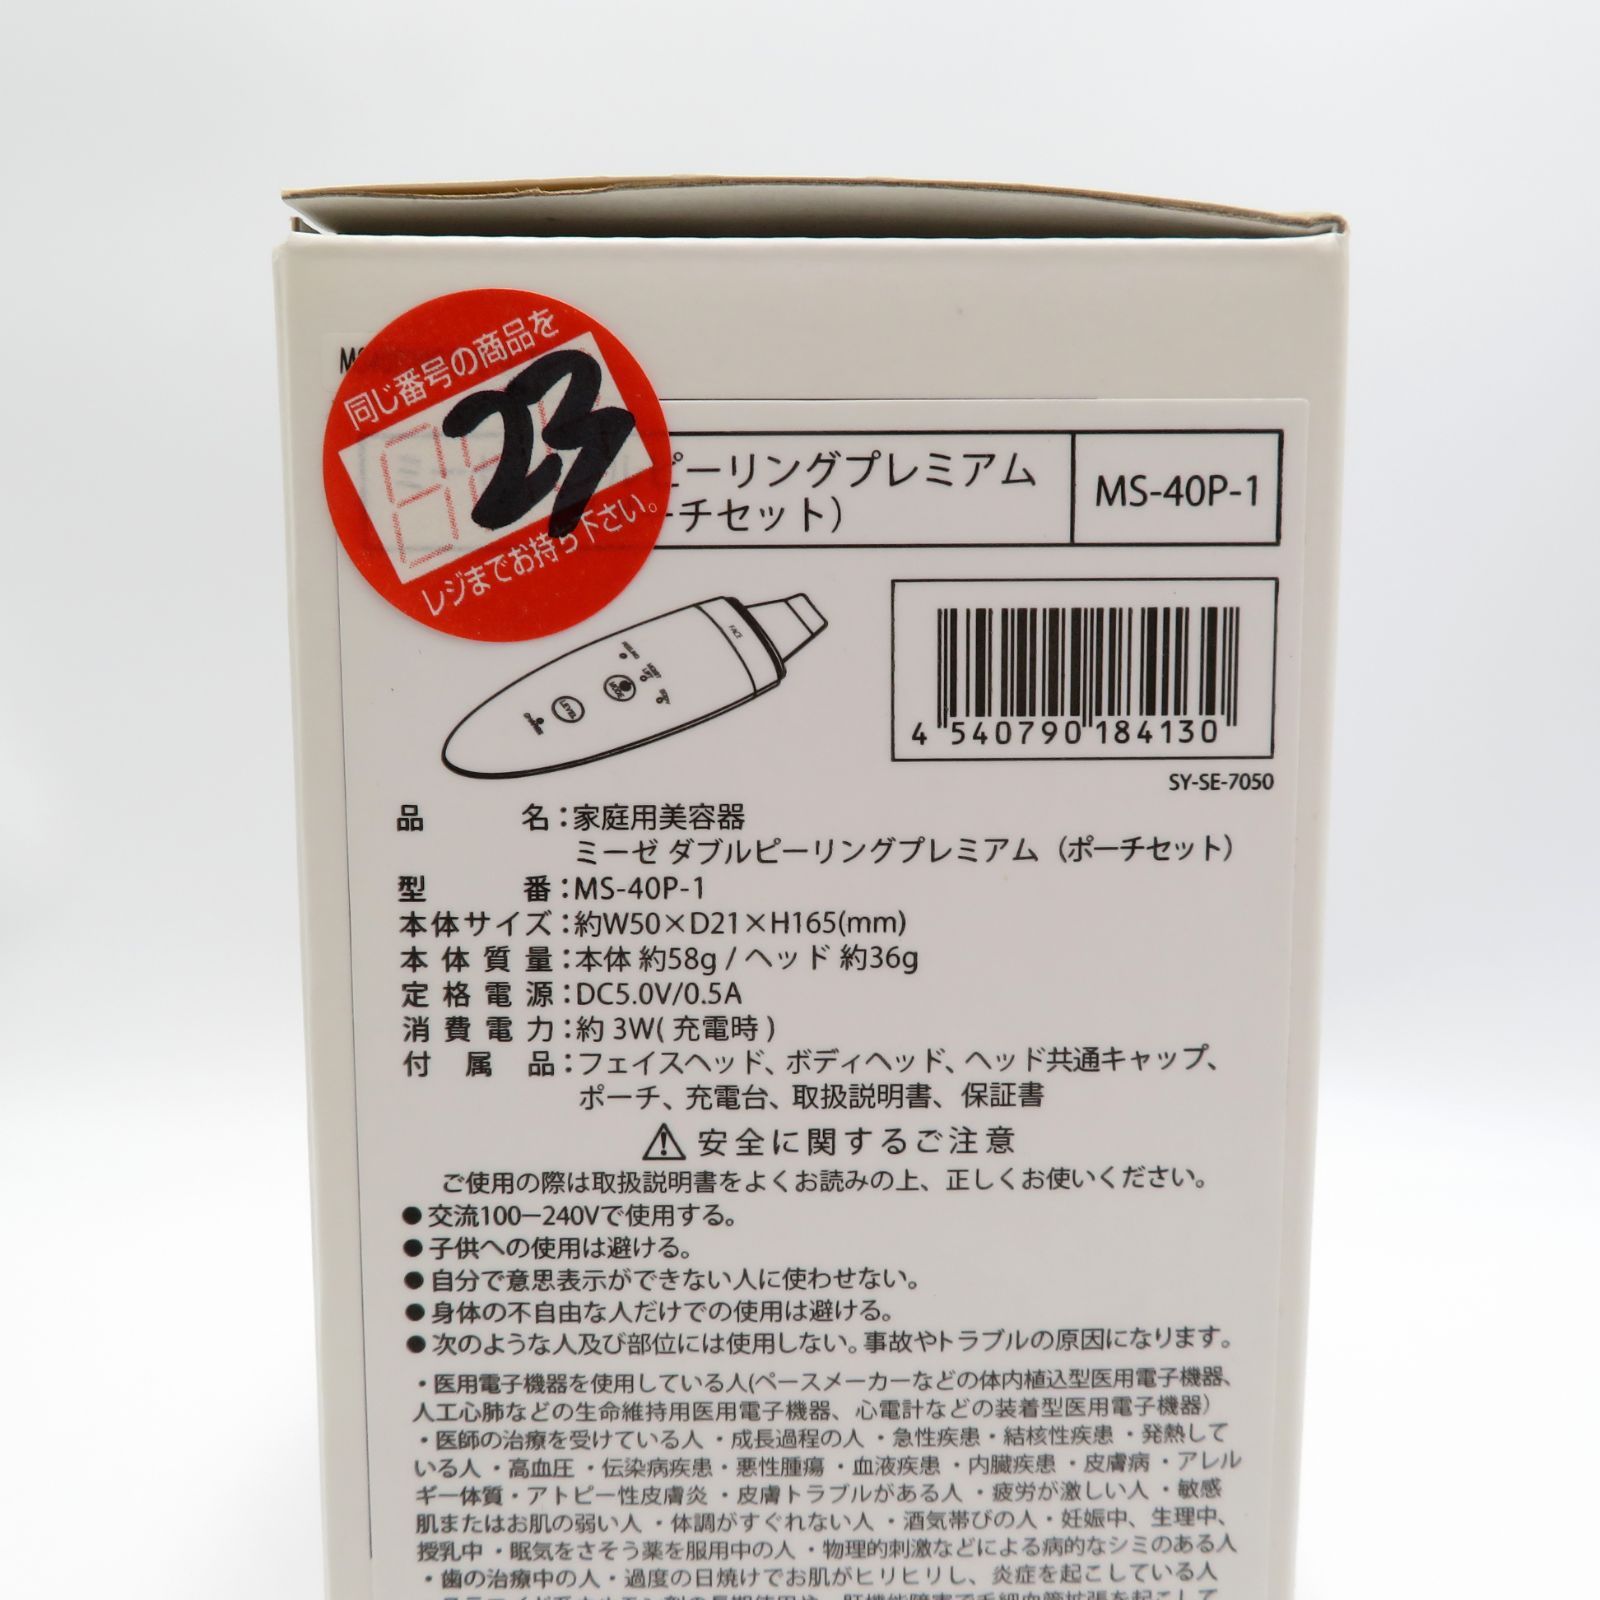 同じ番号の商品を
23
レジまでお持ち下さい。
ピーリングプレミアム
ーチセット）
MS-40P-1
FACE
PEELING
MOIST
LIFT
BODY
MODE
LEVEL
CHARGE
4 540790 184130
SY-SE-7050
品名：家庭用美容器
ミーゼ ダブルピーリングプレミアム（ポーチセット）
型番：MS-40P-1
本体サイズ：約W50×D21×H165(mm)
本体質量：本体 約58g / ヘッド 約36g
定格電源：DC5.0V/0.5A
消費電力：約 3W( 充電時 )
付属品：フェイスヘッド、ボディヘッド、ヘッド共通キャップ、
ポーチ、充電台、取扱説明書、保証書
安全に関するご注意
ご使用の際は取扱説明書をよくお読みの上、正しくお使いください。
●交流100－240Vで使用する。
●子供への使用は避ける。
●自分で意思表示ができない人に使わせない。
●身体の不自由な人だけでの使用は避ける。
●次のような人及び部位には使用しない。事故やトラブルの原因になります。
・医用電子機器を使用している人(ペースメーカーなどの体内植込型医用電子機器、
人工心肺などの生命維持用医用電子機器、心電計などの装着型医用電子機器）
・医師の治療を受けている人・成長過程の人・急性疾患・結核性疾患・発熱して
いる人・高血圧・伝染病疾患・悪性腫瘍・血液疾患・内臓疾患・皮膚病・アレル
ギー体質・アトピー性皮膚炎・皮膚トラブルがある人・疲労が激しい人・敏感
肌またはお肌の弱い人・体調がすぐれない人・酒気帯びの人・妊娠中、生理中、
授乳中・眠気をさそう薬を服用中の人・物理的刺激などによる病的なシミのある人
・歯の治療中の人・過度の日焼けでお肌がヒリヒリし、炎症を起こしている人